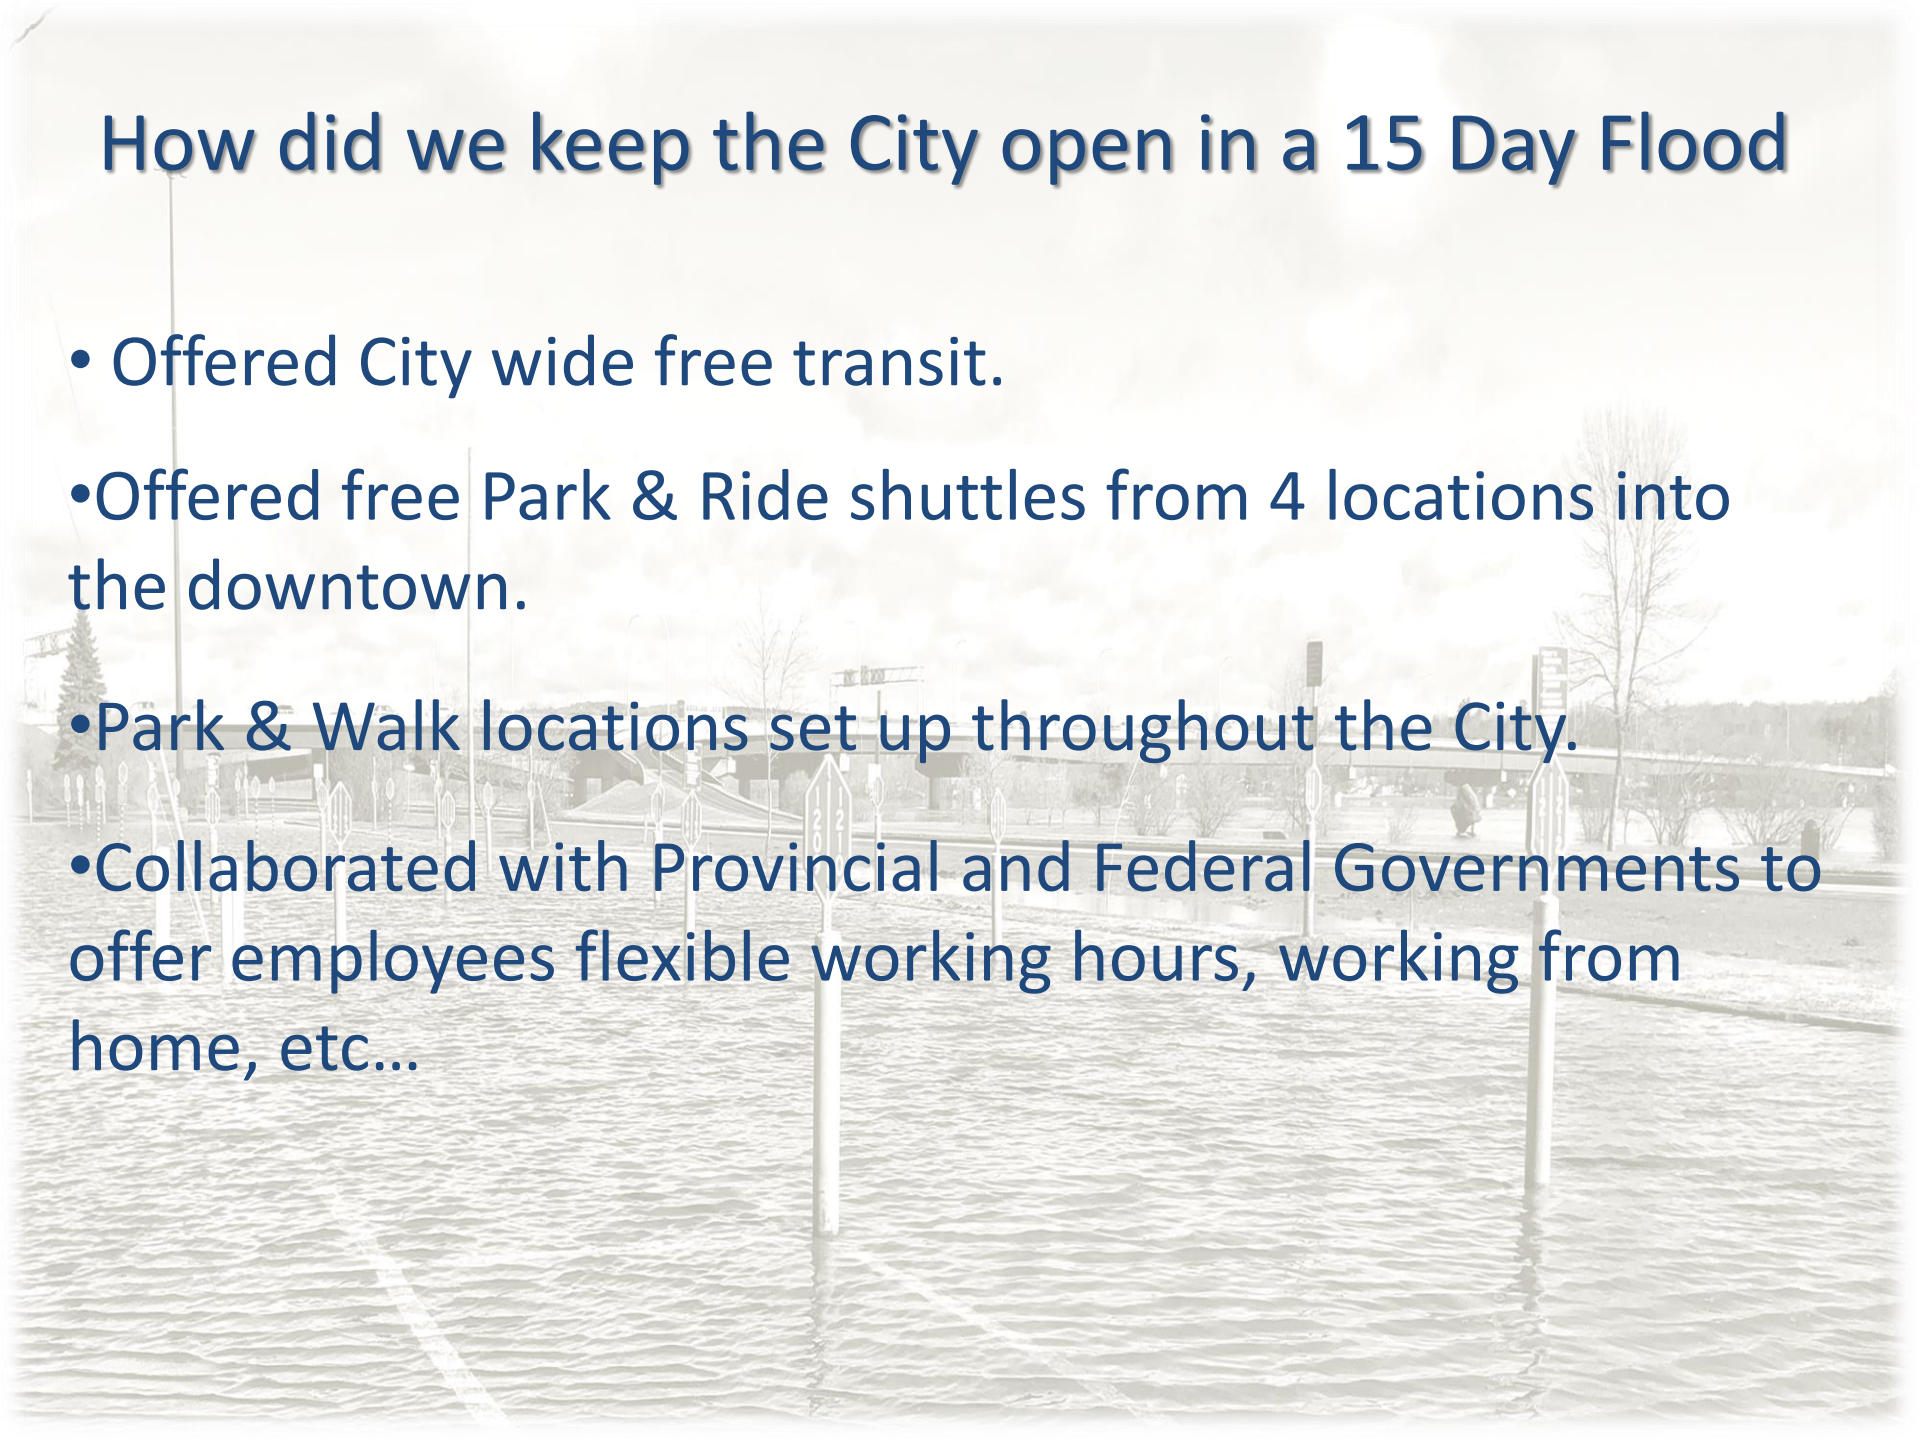 How did we keep the City open in a 15 Day Flood
• Offered City wide free transit.
•Offered free Park & Ride shuttles from 4 locations into
the downtown.
•Park & Walk locations set up throughout the City.
•Collaborated with Provincial and Federal Governments to
offer employees flexible working hours, working from
home, etc…